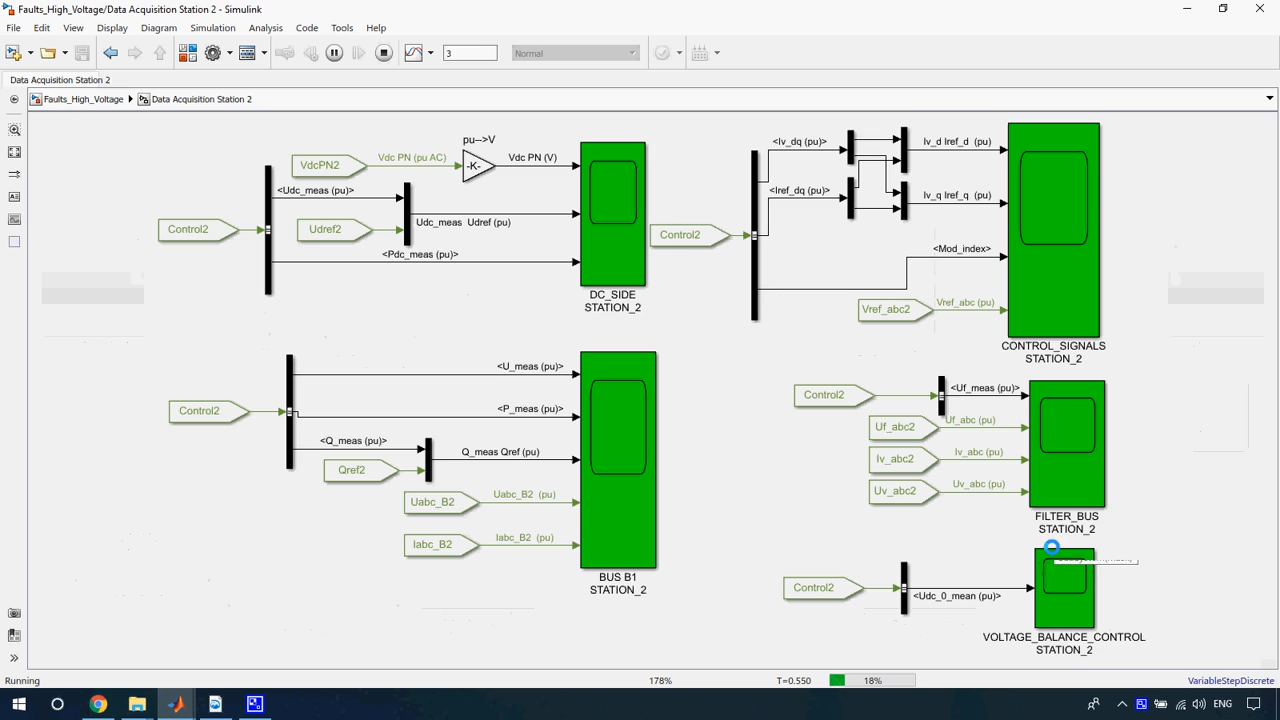 Faults_High_Voltage/Data Acquisition Station 2 - Simulink
File Edit View Display Diagram Simulation Analysis Code Tools Help
3 Normal
Data Acquisition Station 2
Faults_High_Voltage Data Acquisition Station 2
pu-->V
VdcPN2 Vdc PN (pu AC) -K- Vdc PN (V)
<Udc_meas (pu)>
Control2 Udref2 Udc_meas Udref (pu)
<Pdc_meas (pu)>
DC_SIDE
STATION_2
<Iv_dq (pu)> Iv_d Iref_d (pu)
<Iref_dq (pu)> Iv_q Iref_q (pu)
Control2
<Mod_index>
Vref_abc2 Vref_abc (pu)
CONTROL_SIGNALS
STATION_2
<U_meas (pu)>
Control2 <P_meas (pu)>
<Q_meas (pu)> Q_meas Qref (pu)
Qref2
Uabc_B2 Uabc_B2 (pu)
Iabc_B2 Iabc_B2 (pu)
BUS B1
STATION_2
Control2 <Uf_meas (pu)>
Uf_abc2 Uf_abc (pu)
Iv_abc2 Iv_abc (pu)
Uv_abc2 Uv_abc (pu)
FILTER_BUS
STATION_2
Control2 <Udc_0_mean (pu)>
VOLTAGE_BALANCE_CONTROL
STATION_2
Running 178% T=0.550 18% VariableStepDiscrete
ENG